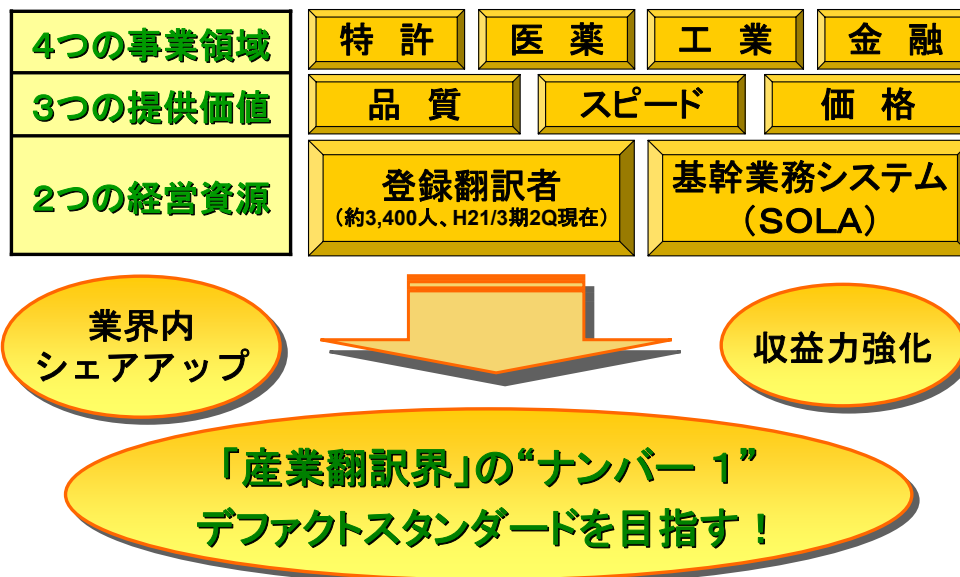 4つの事業領域
特 許
医 薬
工 業
金 融
3つの提供価値
品 質
スピード
価 格
2つの経営資源
登録翻訳者
(約3,400人、H21/3期2Q現在)
基幹業務システム
(SOLA)
業界内
シェアアップ
収益力強化
「産業翻訳界」の“ナンバー 1”
デファクトスタンダードを目指す!